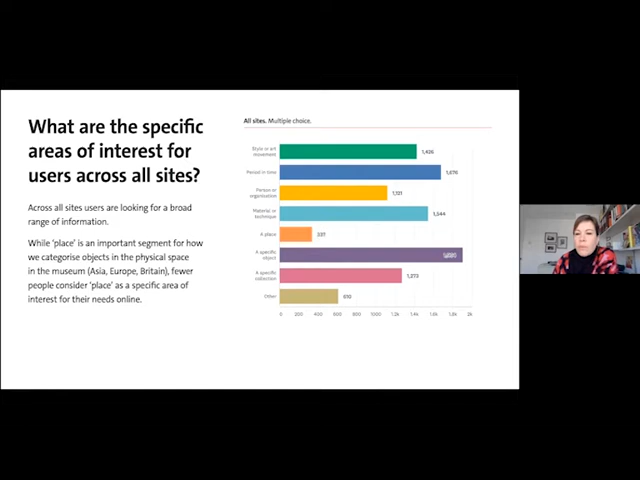 What are the specific
areas of interest for
users across all sites?
Across all sites users are looking for a broad
range of information.
While ‘place’ is an important segment for how
we categorise objects in the physical space
in the museum (Asia, Europe, Britain), fewer
people consider ‘place’ as a specific area of
interest for their needs online.
All sites. Multiple choice.
Style or art
movement
1,426
Period in time
1,676
Person or
organisation
1,121
Material or
technique
1,544
A place
A specific
object
A specific
collection
1,273
Other
610
0 200 400 600 800 1000 1.2k 1.4k 1.6k 1.8k 2k